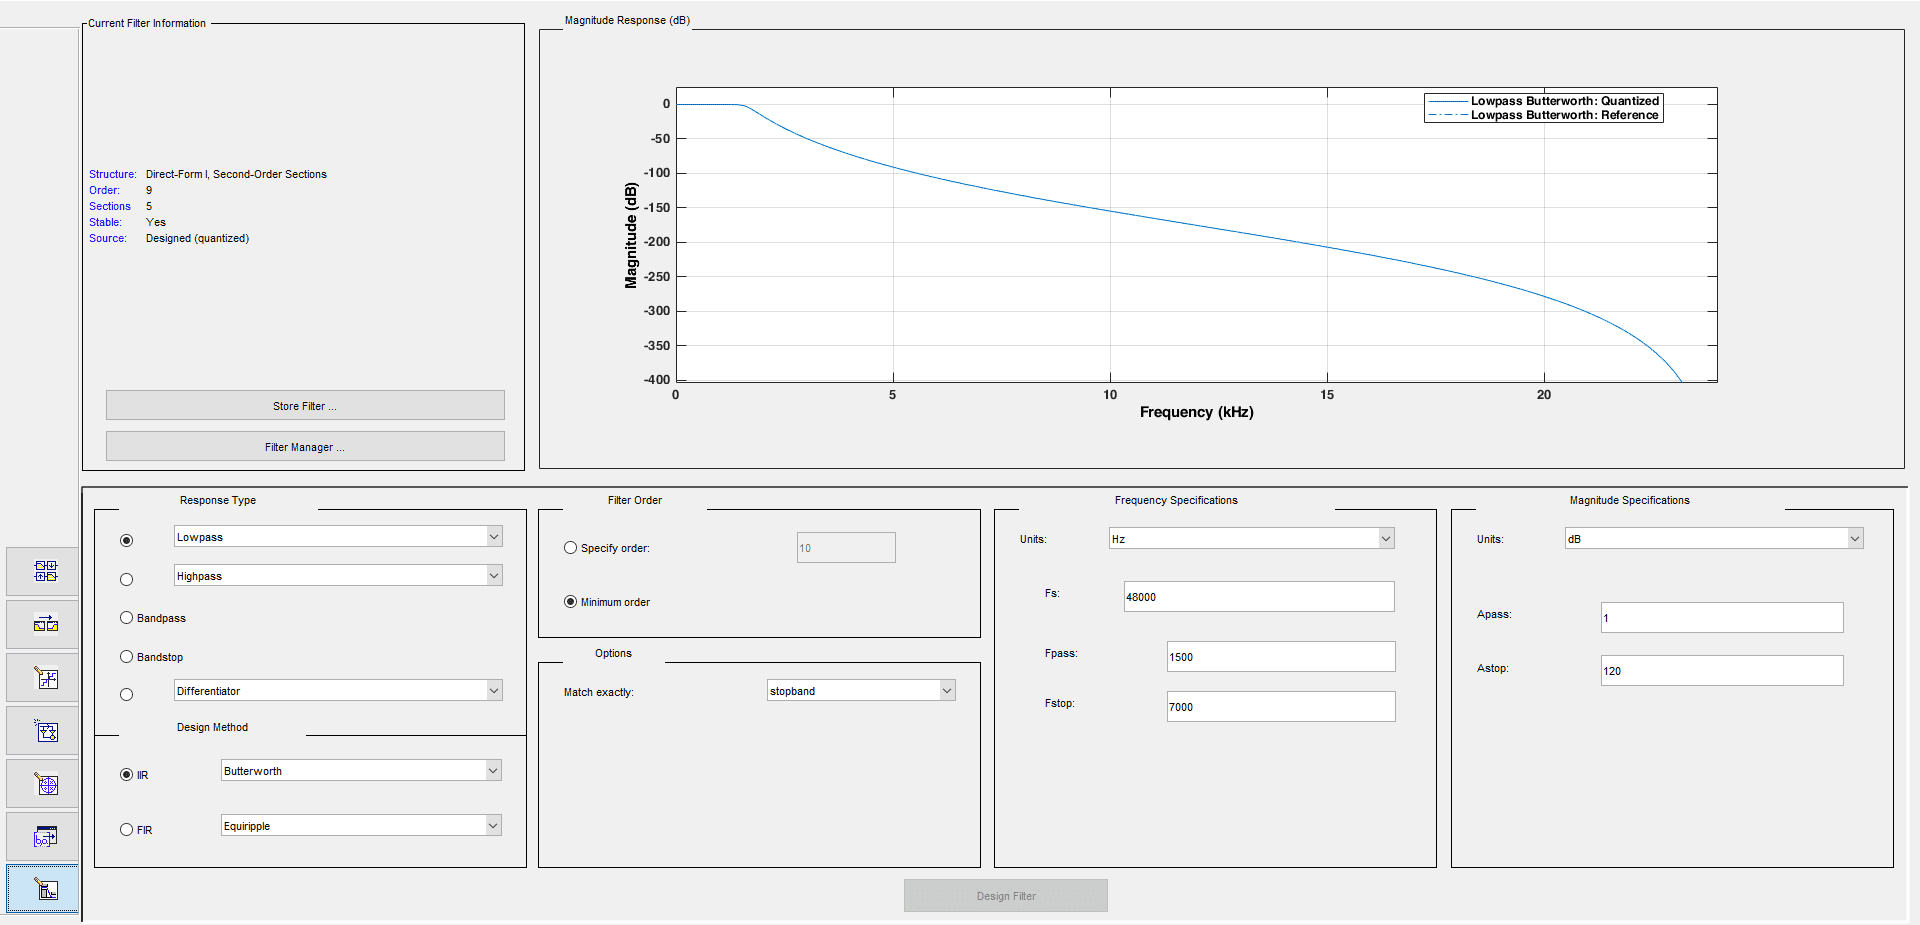 Current Filter Information
Structure: Direct-Form I, Second-Order Sections
Order: 9
Sections 5
Stable: Yes
Source: Designed (quantized)
Store Filter ...
Filter Manager ...
Magnitude Response (dB)
Lowpass Butterworth: Quantized
Lowpass Butterworth: Reference
Magnitude (dB)
0
-50
-100
-150
-200
-250
-300
-350
-400
0 5 10 15 20
Frequency (kHz)
Response Type
Lowpass
Highpass
Bandpass
Bandstop
Differentiator
Design Method
IIR Butterworth
FIR Equiripple
Filter Order
Specify order: 10
Minimum order
Options
Match exactly: stopband
Frequency Specifications
Units: Hz
Fs: 48000
Fpass: 1500
Fstop: 7000
Magnitude Specifications
Units: dB
Apass: 1
Astop: 120
Design Filter